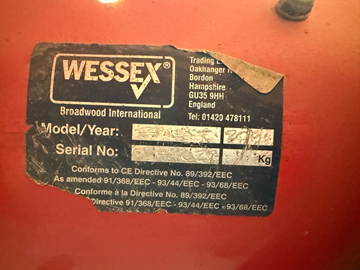 WESSEX
Broadwood International
Trading
Oakhanger
Bordon
Hampshire
GU35 9HH
England
Tel: 01420 478111
Model/Year:
Serial No:
Kg
Conforms to CE Directive No. 89/392/EEC
As amended 91/368/EEC - 93/44/EEC - 93/68/EEC
Conforme à la Directive No. 89/392/EEC
Directive 91/368/EEC - 93/44/EEC - 93/68/EEC